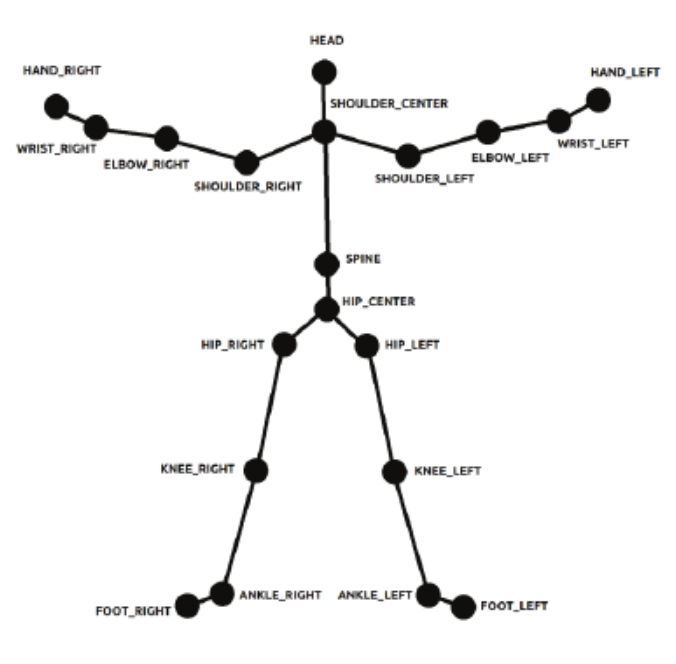 HEAD
HAND_RIGHT
HAND_LEFT
SHOULDER_CENTER
WRIST_RIGHT
WRIST_LEFT
ELBOW_RIGHT
ELBOW_LEFT
SHOULDER_RIGHT
SHOULDER_LEFT
SPINE
HIP_CENTER
HIP_RIGHT
HIP_LEFT
KNEE_RIGHT
KNEE_LEFT
ANKLE_RIGHT
ANKLE_LEFT
FOOT_RIGHT
FOOT_LEFT